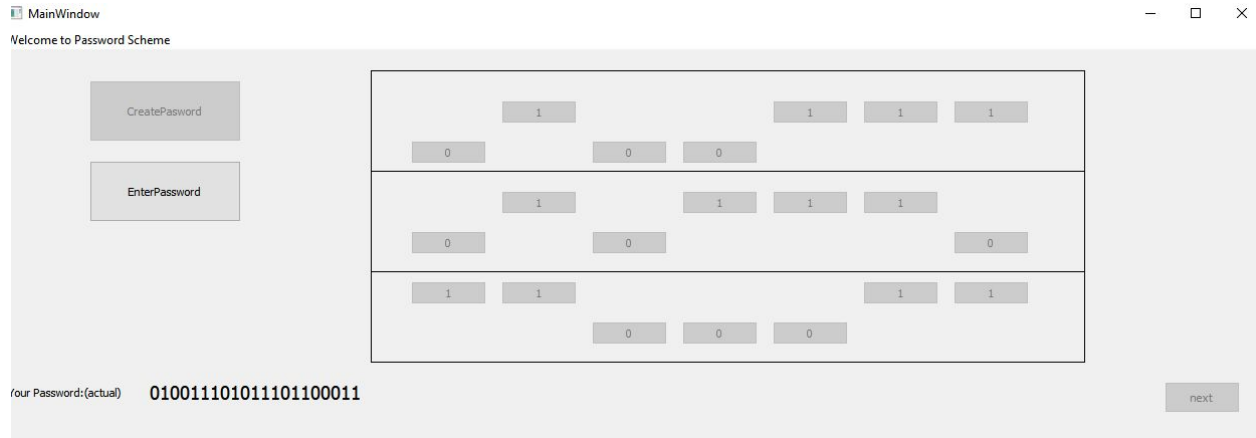 MainWindow
Welcome to Password Scheme
CreatePasword
1 1 1 1
0 0 0
EnterPassword
1 1 1 1
0 0 0
1 1 1 1
0 0 0
Your Password:(actual) 010011101011101100011
next